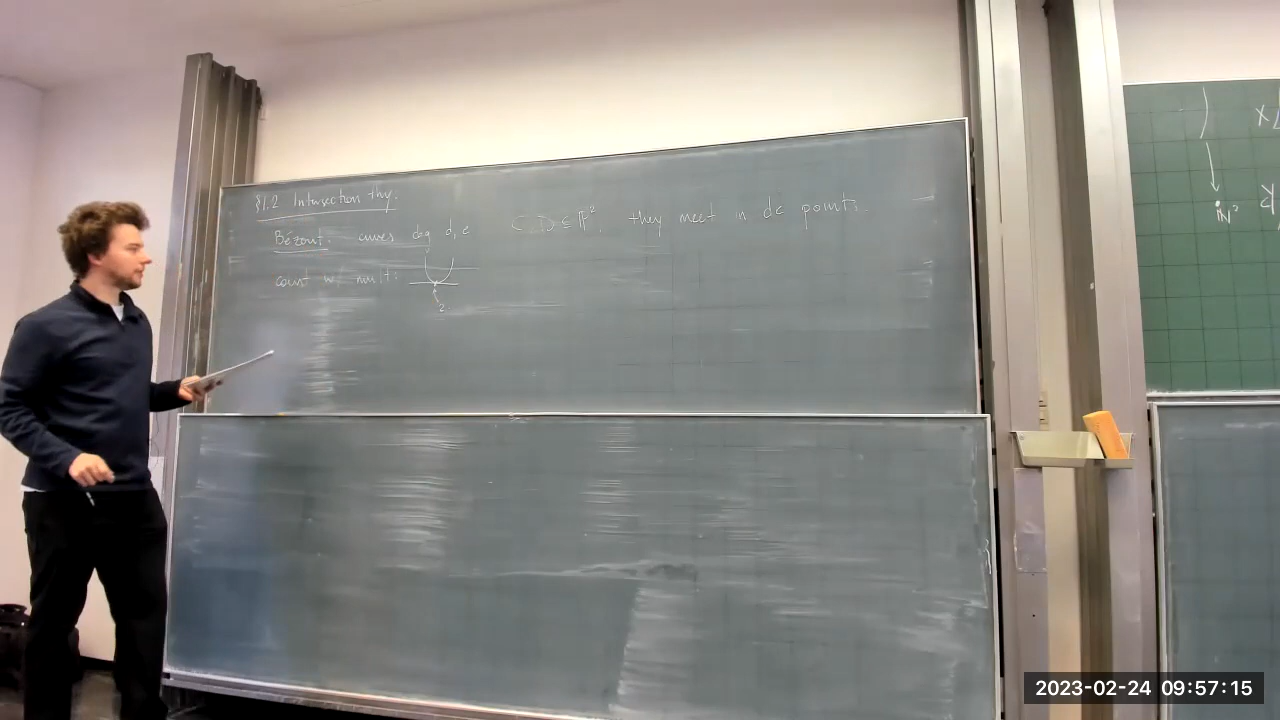 §1.2 Intersection thy.
Bézout. curves deg d, e C, D ⊆ ℙ², they meet in de points.
count w/ mult:
2
in°
X
2023-02-24 09:57:15